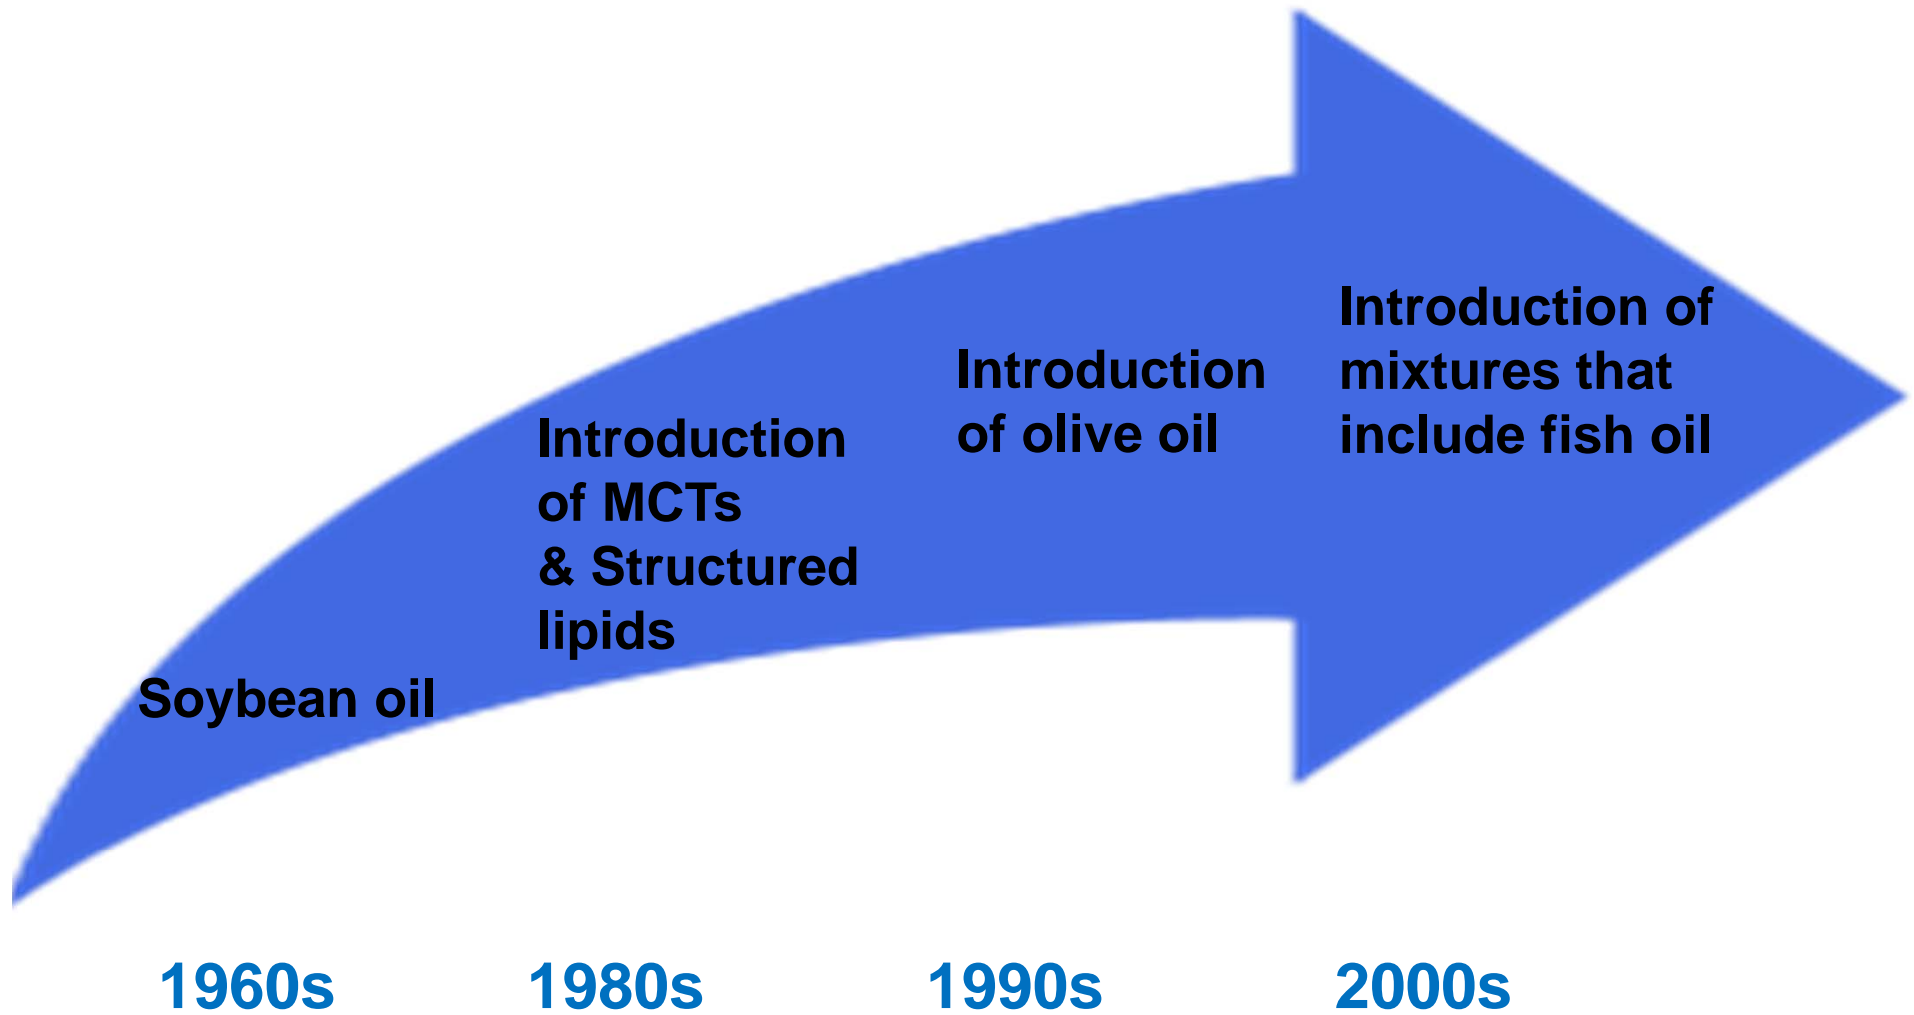 Soybean oil
Introduction
of MCTs
& Structured
lipids
Introduction
of olive oil
Introduction of
mixtures that
include fish oil
1960s
1980s
1990s
2000s